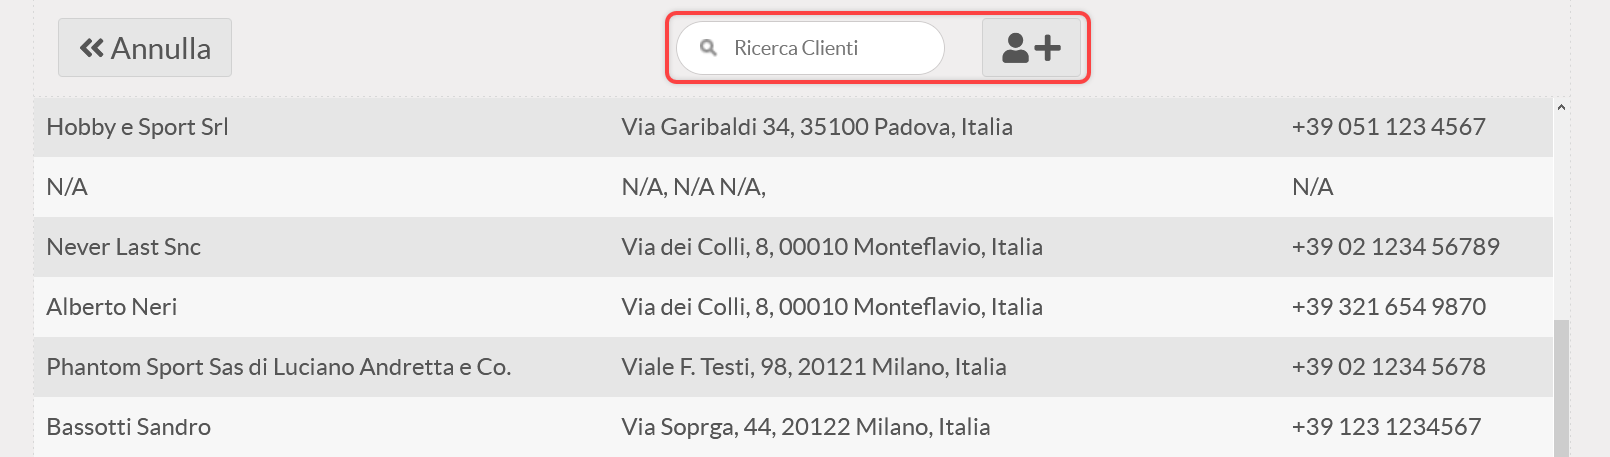 Annulla
Ricerca Clienti
Hobby e Sport Srl Via Garibaldi 34, 35100 Padova, Italia +39 051 123 4567
N/A N/A, N/A N/A, N/A
Never Last Snc Via dei Colli, 8, 00010 Monteflavio, Italia +39 02 1234 56789
Alberto Neri Via dei Colli, 8, 00010 Monteflavio, Italia +39 321 654 9870
Phantom Sport Sas di Luciano Andretta e Co. Viale F. Testi, 98, 20121 Milano, Italia +39 02 1234 5678
Bassotti Sandro Via Soprga, 44, 20122 Milano, Italia +39 123 1234567